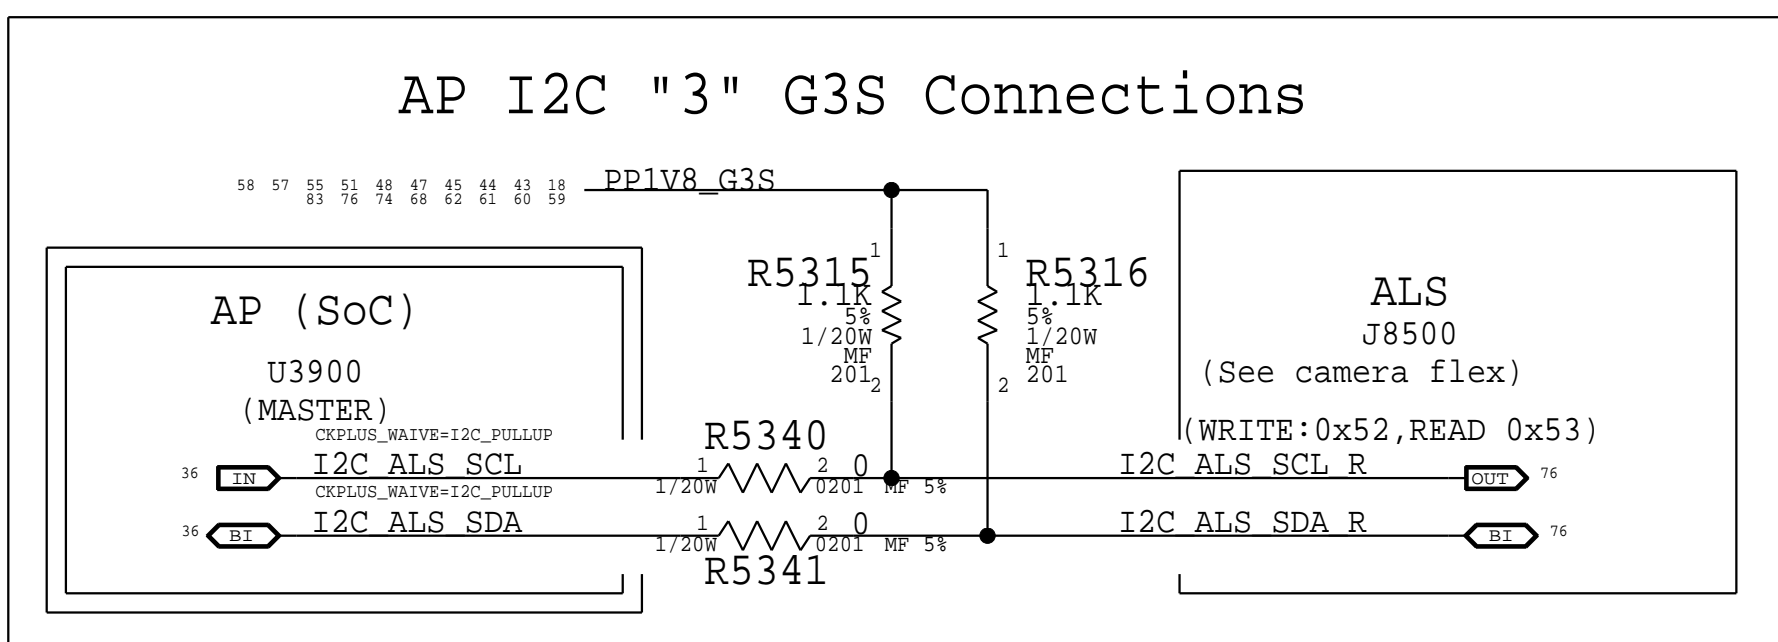 AP I2C "3" G3S Connections
58 57 55 51 48 47 45 44 43 18
83 76 74 68 62 61 60 59
PP1V8_G3S
1
R5315
1.1K
5%
1/20W
MF
201
2
1
R5316
1.1K
5%
1/20W
MF
201
2
AP (SoC)
U3900
(MASTER)
ALS
J8500
(See camera flex)
(WRITE:0x52,READ 0x53)
CKPLUS_WAIVE=I2C_PULLUP
R5340
36 IN I2C_ALS_SCL 1 2 0 I2C_ALS_SCL_R OUT 76
1/20W 0201 MF 5%
CKPLUS_WAIVE=I2C_PULLUP
36 BI I2C_ALS_SDA 1 2 0 I2C_ALS_SDA_R BI 76
1/20W 0201 MF 5%
R5341